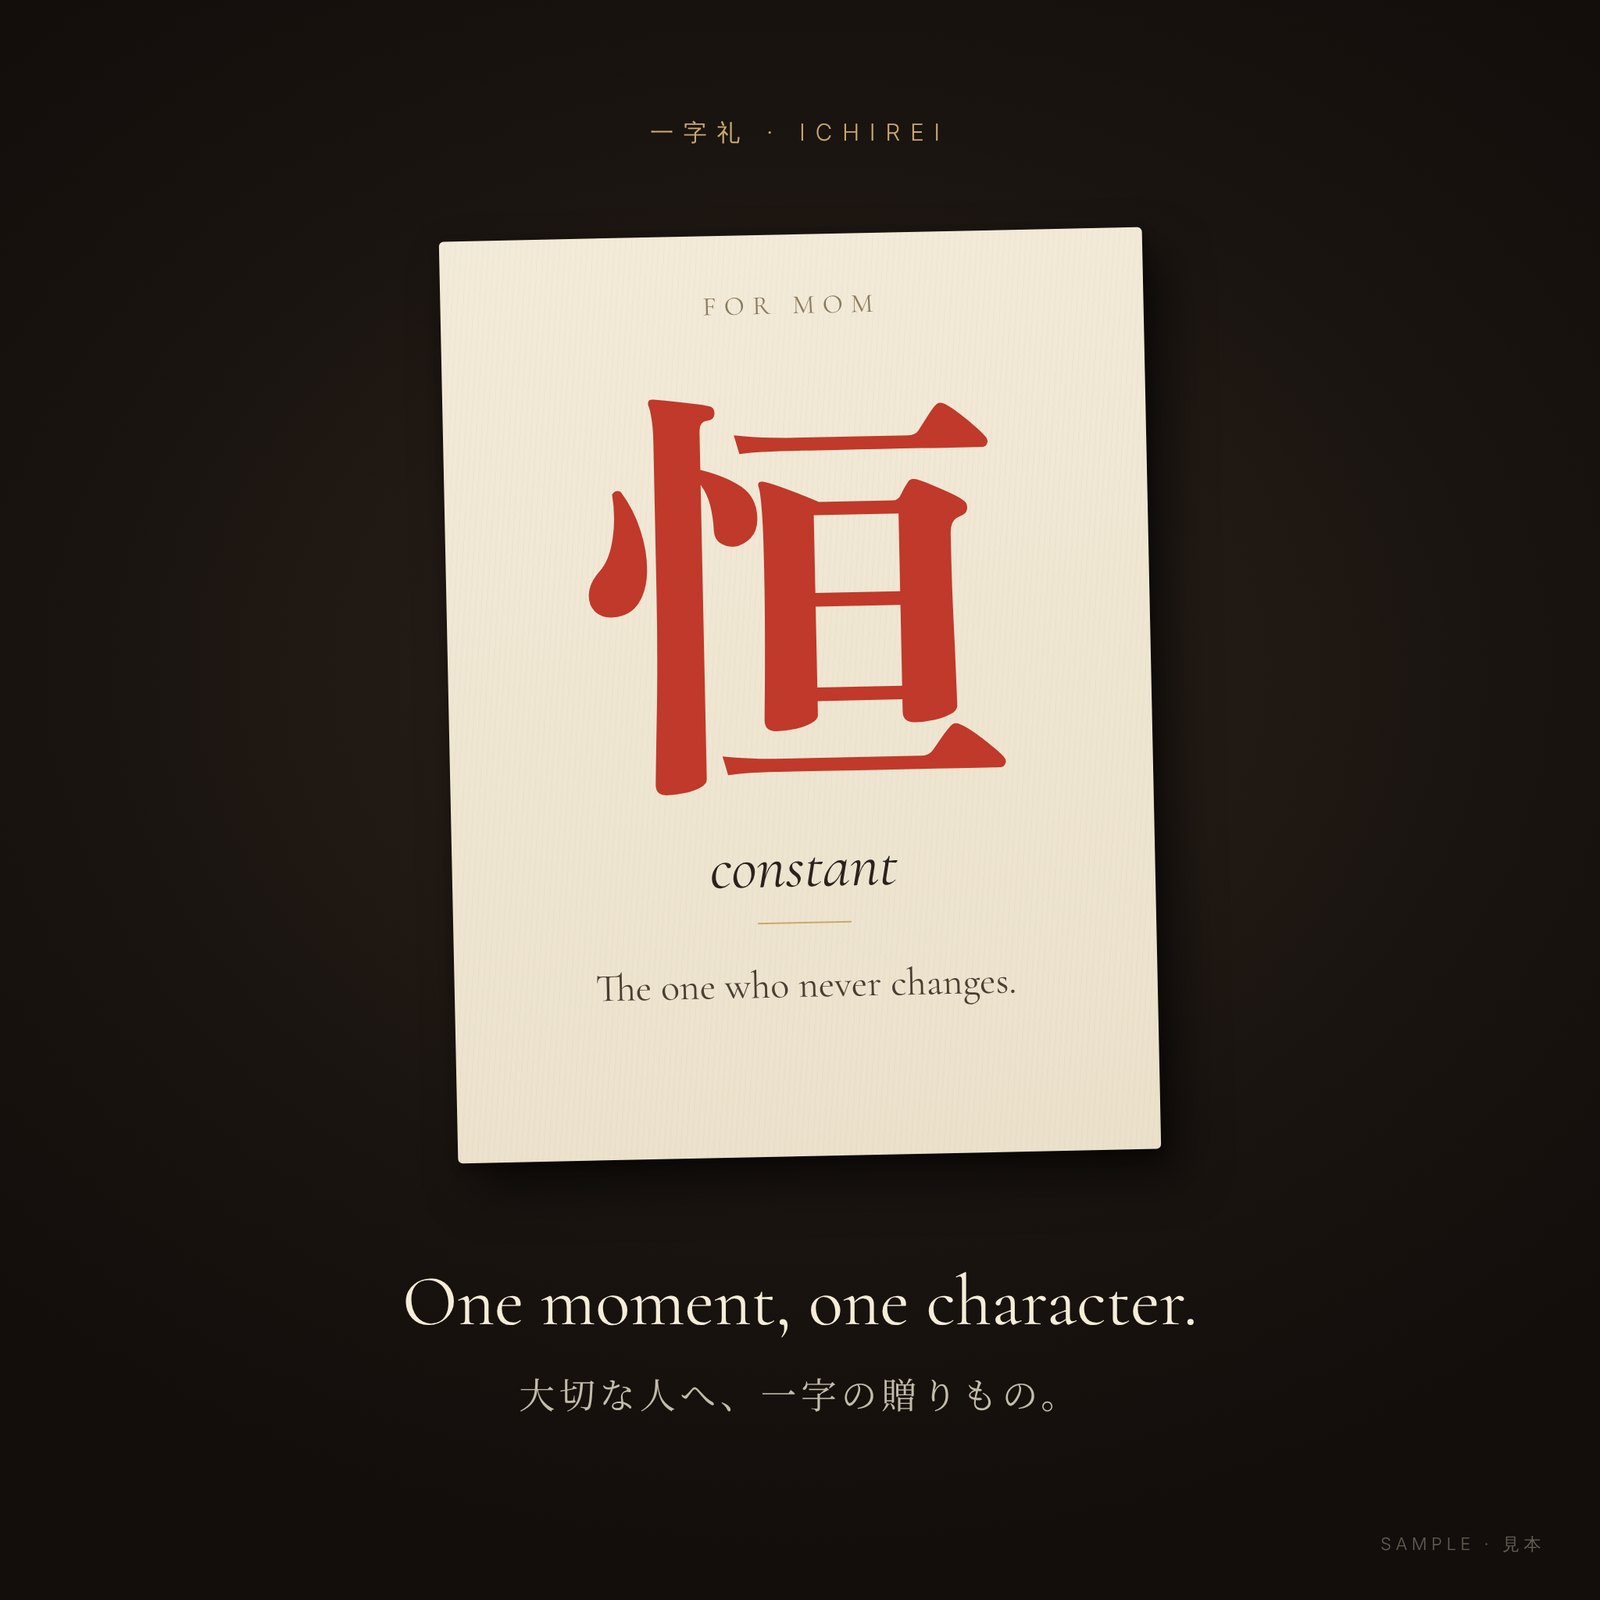 一字礼 · ICHIREI
FOR MOM
恒
constant
The one who never changes.
One moment, one character.
大切な人へ、一字の贈りもの。
SAMPLE · 見本